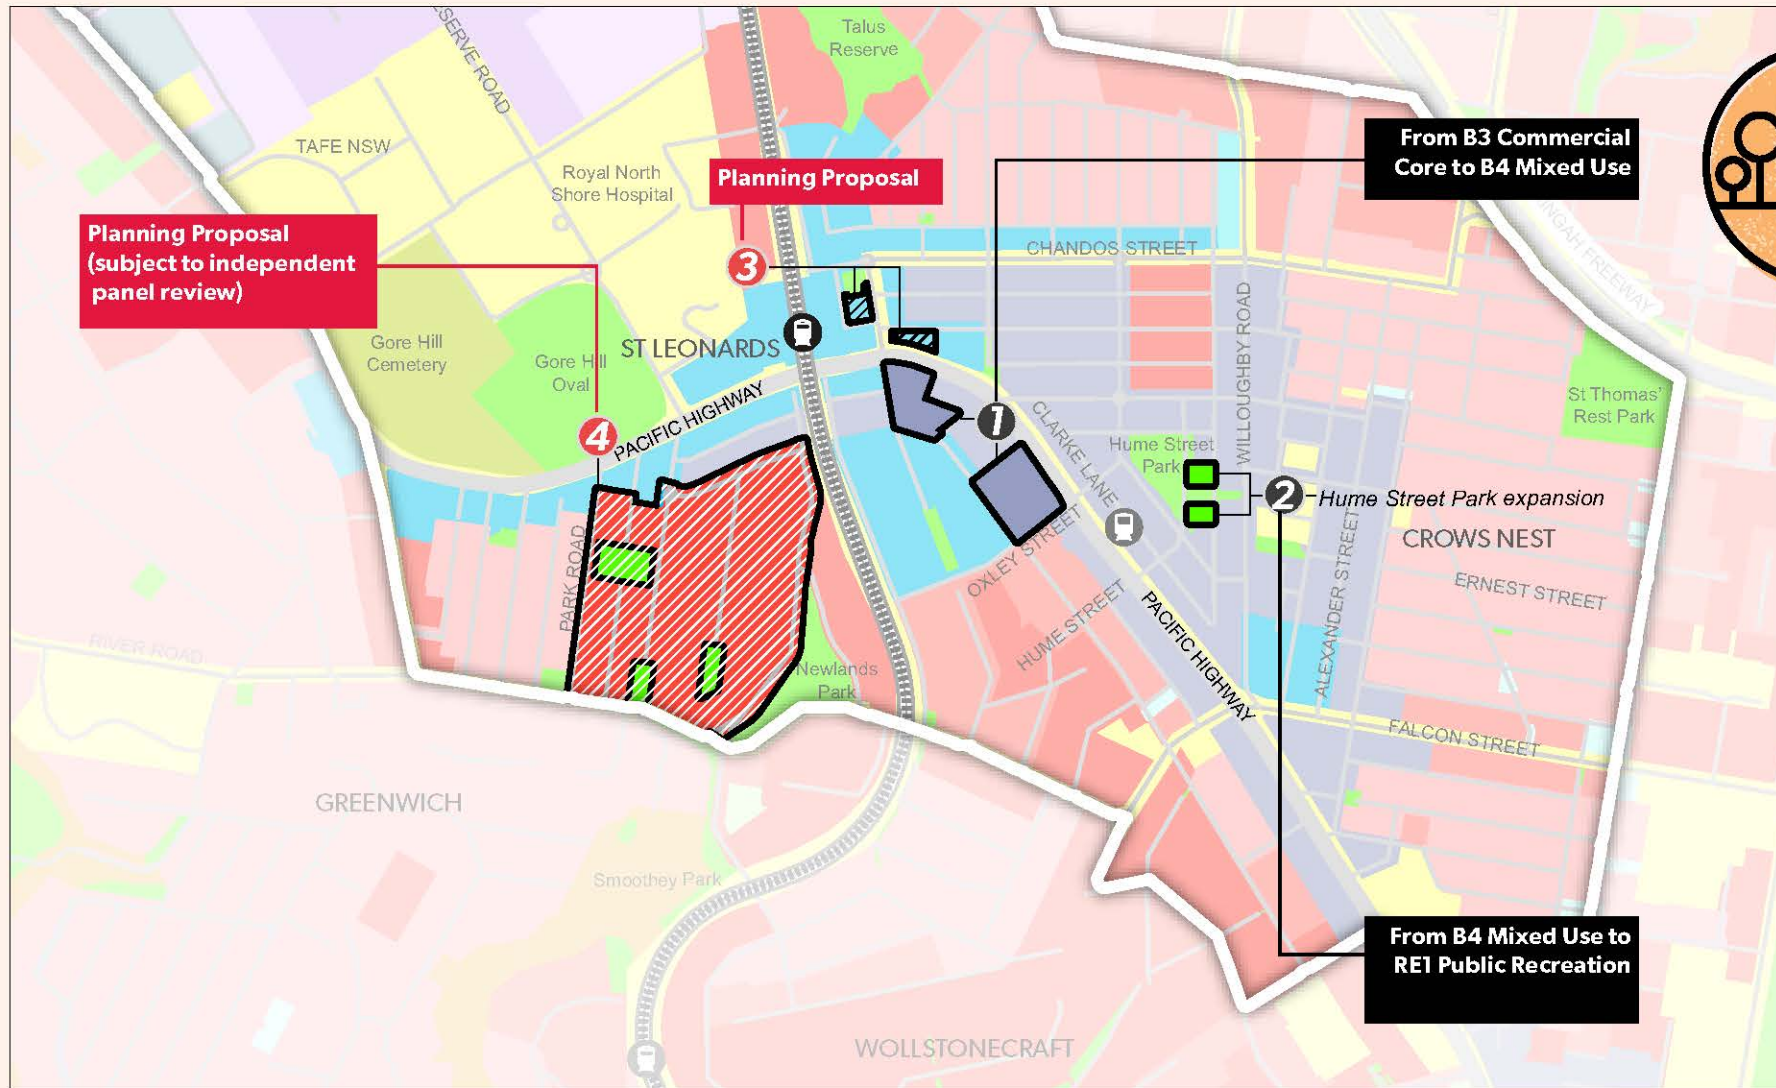 Talus
Reserve
ESERVE ROAD
TAFE NSW
Royal North
Shore Hospital
Planning Proposal
From B3 Commercial
Core to B4 Mixed Use
Planning Proposal
(subject to independent
panel review)
3
CHANDOS STREET
INGAH FREEWAY
WILLOUGHBY ROAD
Gore Hill
Cemetery
Gore Hill
Oval
ST LEONARDS
PACIFIC HIGHWAY
4
1
CLARKE LANE
Hume Street
Park
St Thomas'
Rest Park
2
Hume Street Park expansion
CROWS NEST
ERNEST STREET
ALEXANDER STREET
OXLEY STREET
HUME STREET
PACIFIC HIGHWAY
PARK ROAD
RIVER ROAD
Newlands
Park
FALCON STREET
GREENWICH
Smoothey Park
From B4 Mixed Use to
RE1 Public Recreation
WOLLSTONECRAFT